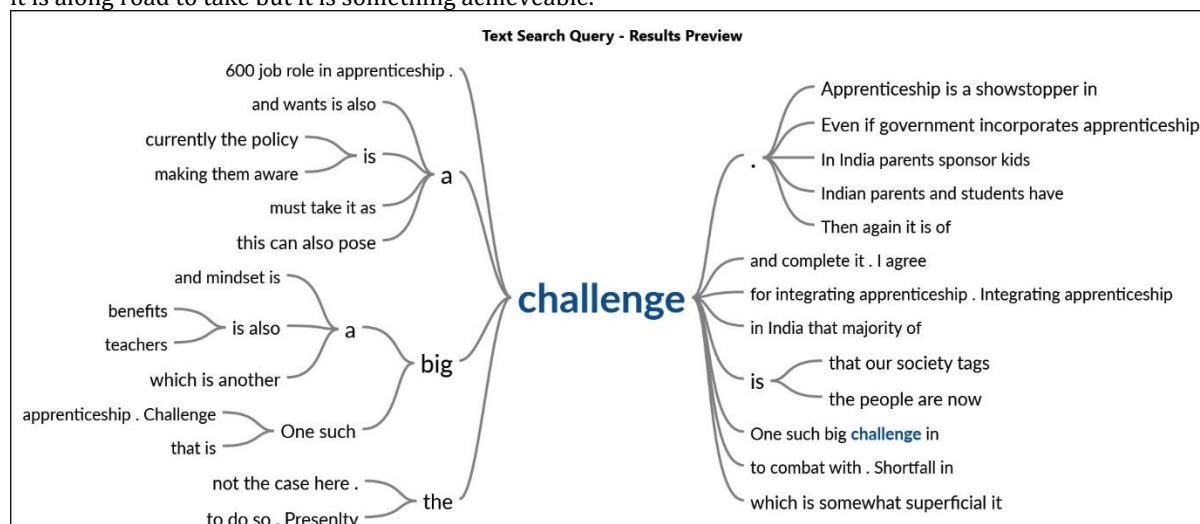 it is along road to take but it is something achieveable.
Text Search Query - Results Preview
600 job role in apprenticeship .
and wants is also
currently the policy
making them aware
is
must take it as
this can also pose
a
and mindset is
benefits
teachers
is also
which is another
a
apprenticeship . Challenge
that is
One such
big
not the case here .
to do so . Presenlty
the
challenge
.
Apprenticeship is a showstopper in
Even if government incorporates apprenticeship
In India parents sponsor kids
Indian parents and students have
Then again it is of
and complete it . I agree
for integrating apprenticeship . Integrating apprenticeship
in India that majority of
is
that our society tags
the people are now
One such big challenge in
to combat with . Shortfall in
which is somewhat superficial it